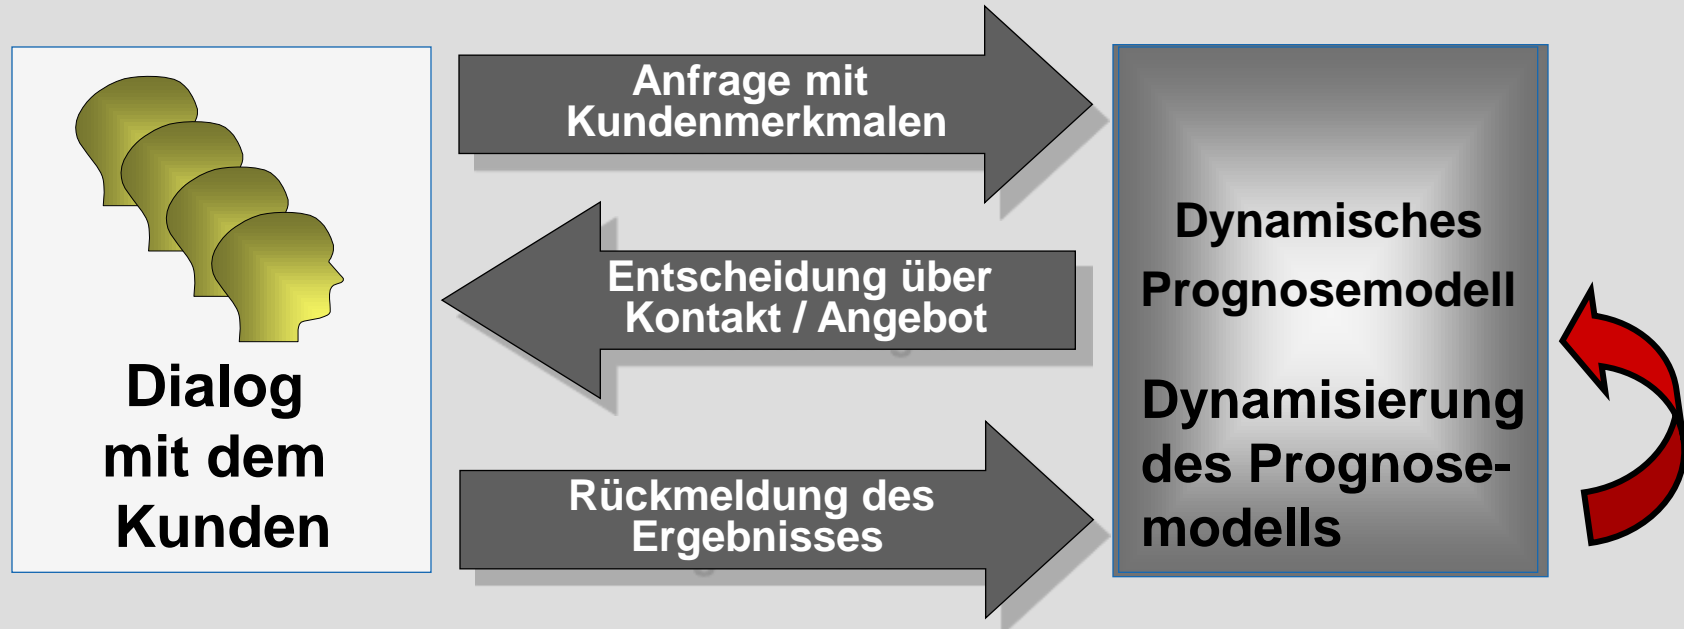 Dialog
mit dem
Kunden
Anfrage mit
Kundenmerkmalen
Entscheidung über
Kontakt / Angebot
Rückmeldung des
Ergebnisses
Dynamisches
Prognosemodell
Dynamisierung
des Prognose-
modells